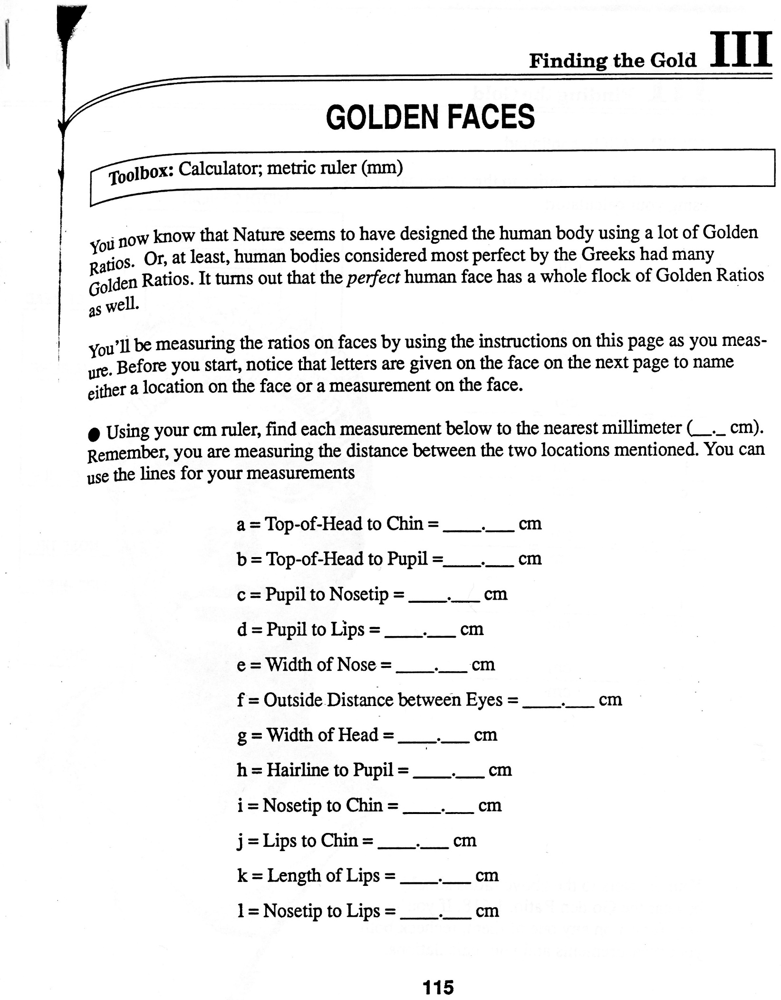 Finding the Gold III
GOLDEN FACES
Toolbox: Calculator; metric ruler (mm)
You now know that Nature seems to have designed the human body using a lot of Golden
Ratios. Or, at least, human bodies considered most perfect by the Greeks had many
Golden Ratios. It turns out that the perfect human face has a whole flock of Golden Ratios
as well.
You'll be measuring the ratios on faces by using the instructions on this page as you meas-
ure. Before you start, notice that letters are given on the face on the next page to name
either a location on the face or a measurement on the face.
● Using your cm ruler, find each measurement below to the nearest millimeter (__._ cm).
Remember, you are measuring the distance between the two locations mentioned. You can
use the lines for your measurements
a = Top-of-Head to Chin = ____.___ cm
b = Top-of-Head to Pupil =____.___ cm
c = Pupil to Nosetip = ____.___ cm
d = Pupil to Lips = ____.___ cm
e = Width of Nose = ____.___ cm
f = Outside Distance between Eyes = ____.___ cm
g = Width of Head = ____.___ cm
h = Hairline to Pupil = ____.___ cm
i = Nosetip to Chin = ____.___ cm
j = Lips to Chin = ____.___ cm
k = Length of Lips = ____.___ cm
l = Nosetip to Lips = ____.___ cm
115